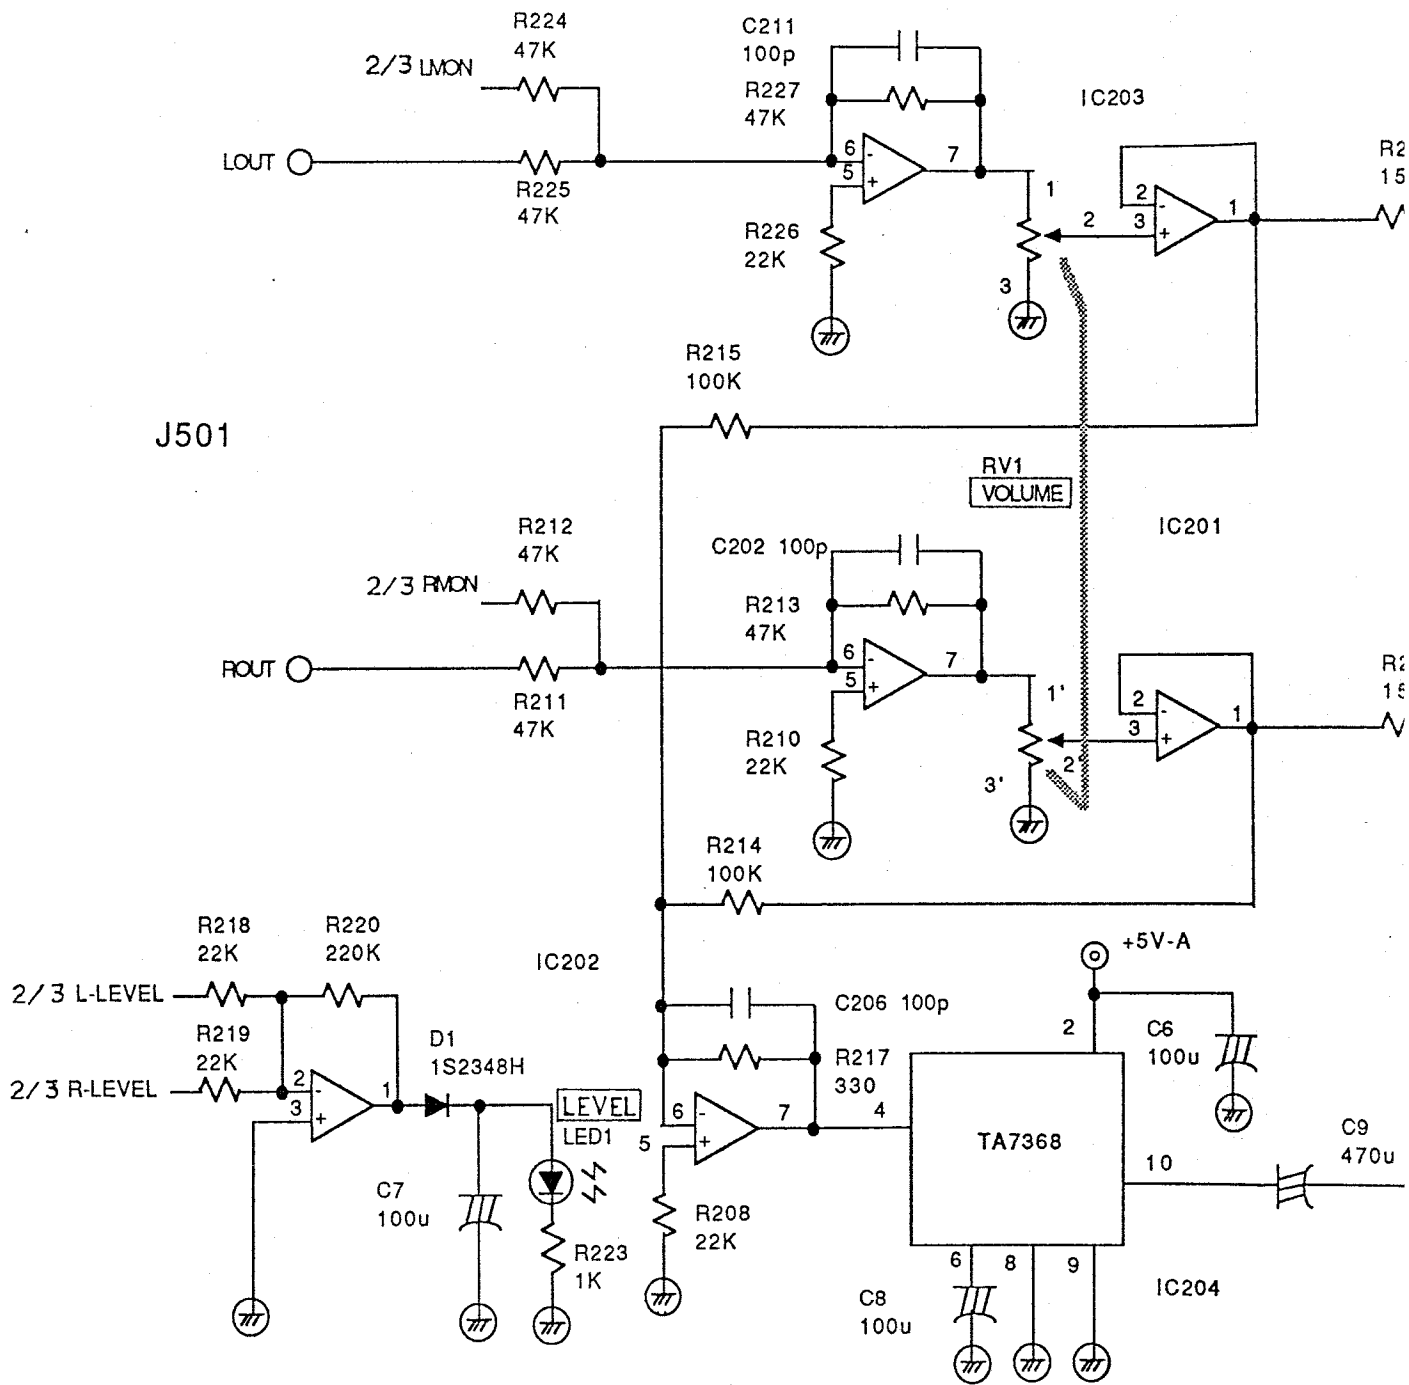 R224
47K
2/3 LMON
C211
100p
R227
47K
IC203
LOUT
R225
47K
6
-
5
+
7
1
2
-
3
+
1
R2
15
R226
22K
2
3
R215
100K
J501
RV1
VOLUME
IC201
R212
47K
2/3 RMON
C202 100p
R213
47K
ROUT
R211
47K
6
-
5
+
7
1'
2
-
3
+
1
R2
15
R210
22K
2'
3'
R214
100K
R218
22K
R220
220K
IC202
+5V-A
2/3 L-LEVEL
C206 100p
R219
22K
D1
1S2348H
R217
330
2
C6
100u
2/3 R-LEVEL
2
-
3
+
1
LEVEL
LED1
6
-
5
+
7
4
TA7368
10
C9
470u
C7
100u
R208
22K
R223
1K
6
8
9
C8
100u
IC204